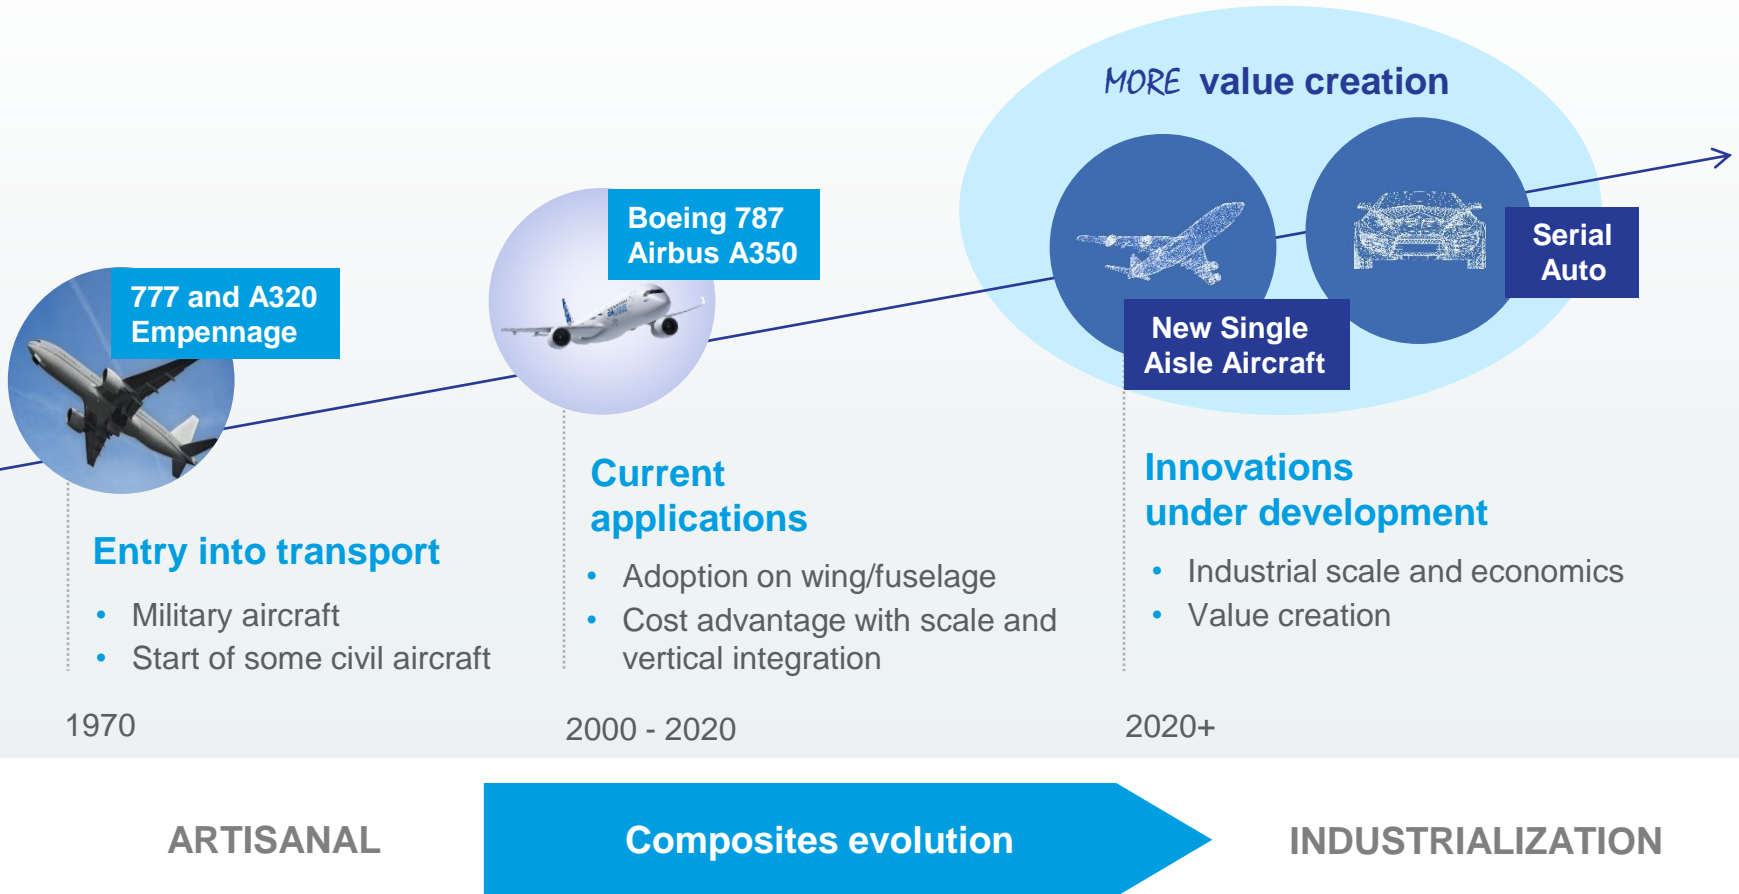 MORE value creation
777 and A320
Empennage
Boeing 787
Airbus A350
New Single
Aisle Aircraft
Serial
Auto
Entry into transport
• Military aircraft
• Start of some civil aircraft
1970
Current
applications
• Adoption on wing/fuselage
• Cost advantage with scale and
vertical integration
2000 - 2020
Innovations
under development
• Industrial scale and economics
• Value creation
2020+
ARTISANAL
Composites evolution
INDUSTRIALIZATION